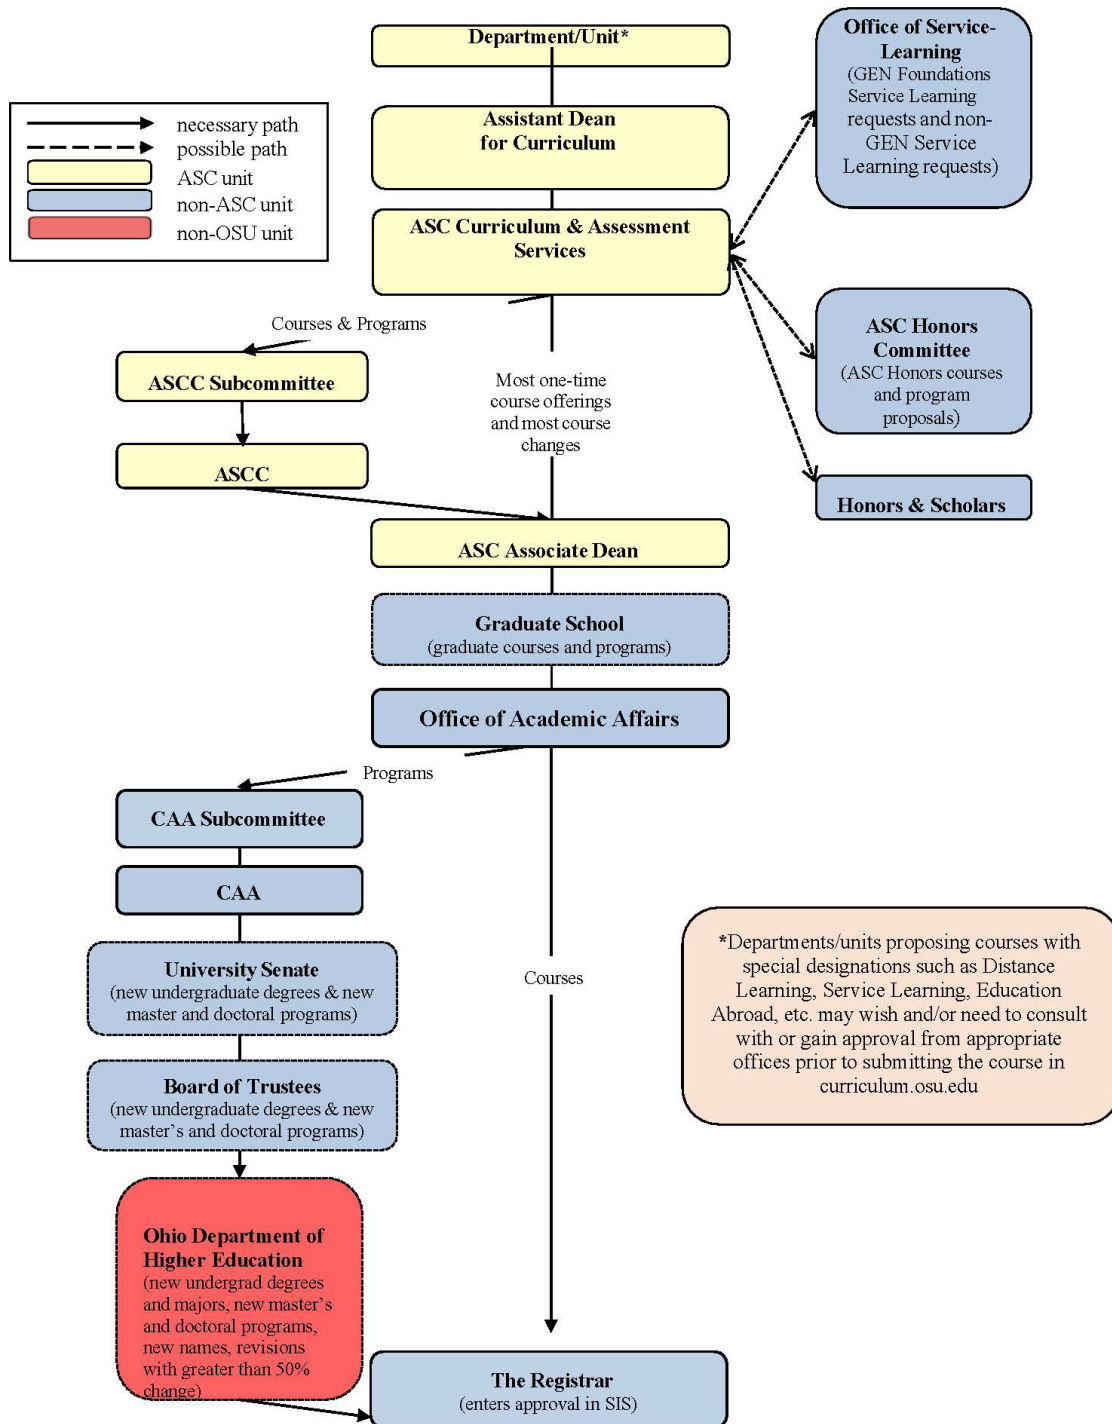 Department/Unit*
Office of Service-
Learning
(GEN Foundations
Service Learning
requests and non-
GEN Service
Learning requests)
necessary path
possible path
ASC unit
non-ASC unit
non-OSU unit
Assistant Dean
for Curriculum
ASC Curriculum & Assessment
Services
Courses & Programs
ASCC Subcommittee
ASCC
Most one-time
course offerings
and most course
changes
ASC Honors
Committee
(ASC Honors courses
and program
proposals)
Honors & Scholars
ASC Associate Dean
Graduate School
(graduate courses and programs)
Office of Academic Affairs
Programs
CAA Subcommittee
CAA
University Senate
(new undergraduate degrees & new
master and doctoral programs)
Board of Trustees
(new undergraduate degrees & new
master's and doctoral programs)
Courses
*Departments/units proposing courses with
special designations such as Distance
Learning, Service Learning, Education
Abroad, etc. may wish and/or need to consult
with or gain approval from appropriate
offices prior to submitting the course in
curriculum.osu.edu
Ohio Department of
Higher Education
(new undergrad degrees
and majors, new master's
and doctoral programs,
new names, revisions
with greater than 50%
change)
The Registrar
(enters approval in SIS)